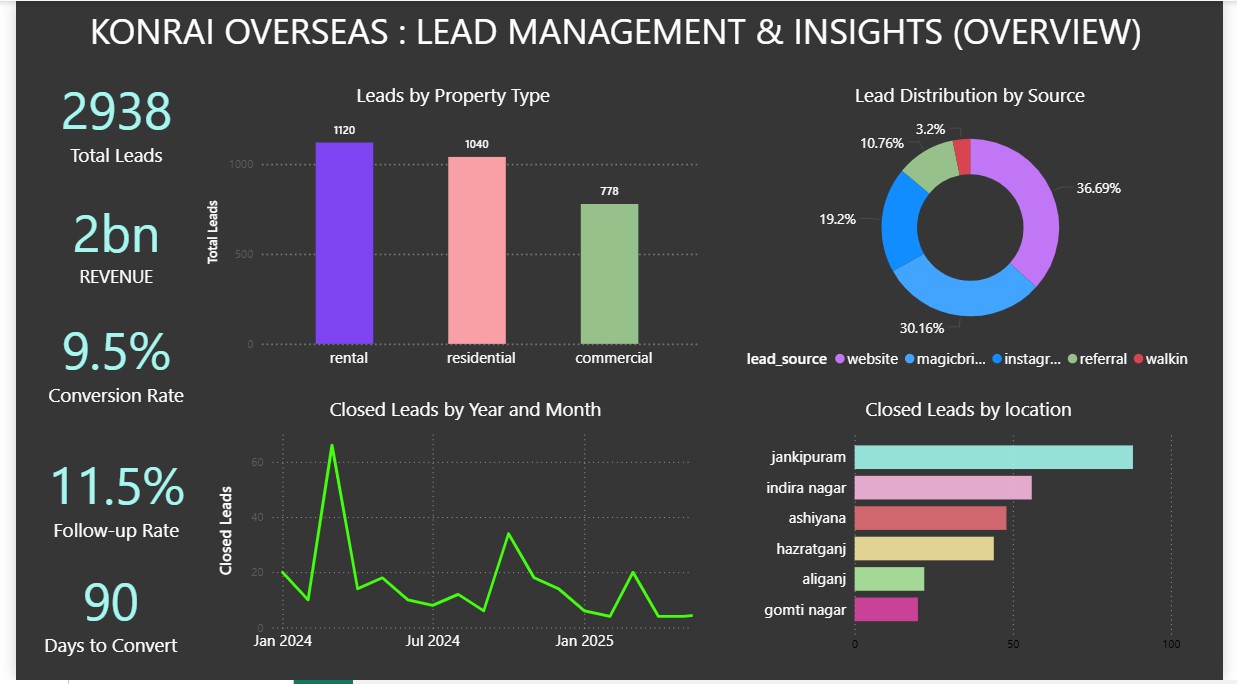 KONRAI OVERSEAS : LEAD MANAGEMENT & INSIGHTS (OVERVIEW)
2938
Total Leads
2bn
REVENUE
9.5%
Conversion Rate
11.5%
Follow-up Rate
90
Days to Convert
Leads by Property Type
Total Leads
1000
500
0
1120
1040
778
rental residential commercial
Lead Distribution by Source
3.2%
10.76%
36.69%
19.2%
30.16%
lead_source website magicbri... instagr... referral walkin
Closed Leads by Year and Month
Closed Leads
60
40
20
0
Jan 2024 Jul 2024 Jan 2025
Closed Leads by location
jankipuram
indira nagar
ashiyana
hazratganj
aliganj
gomti nagar
0 50 100